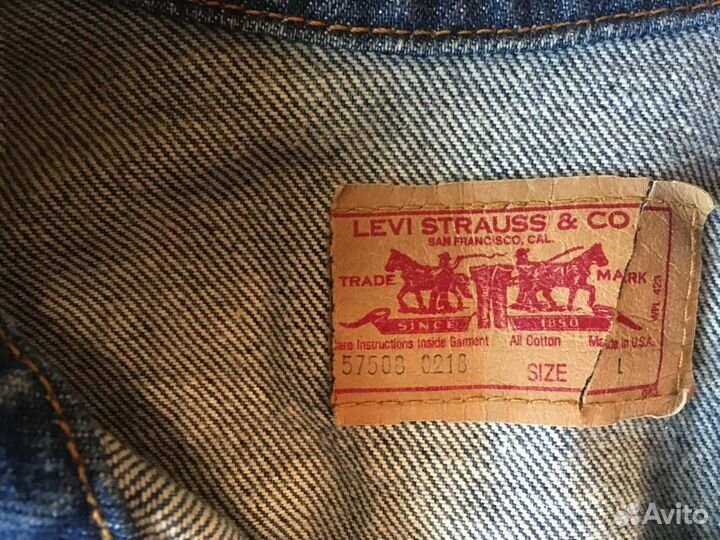 LEVI STRAUSS & CO
SAN FRANCISCO, CAL.
TRADE MARK
WPL 423
SINCE 1850
Care Instructions Inside Garment All Cotton Made in U.S.A.
57508 0218 SIZE L
Avito